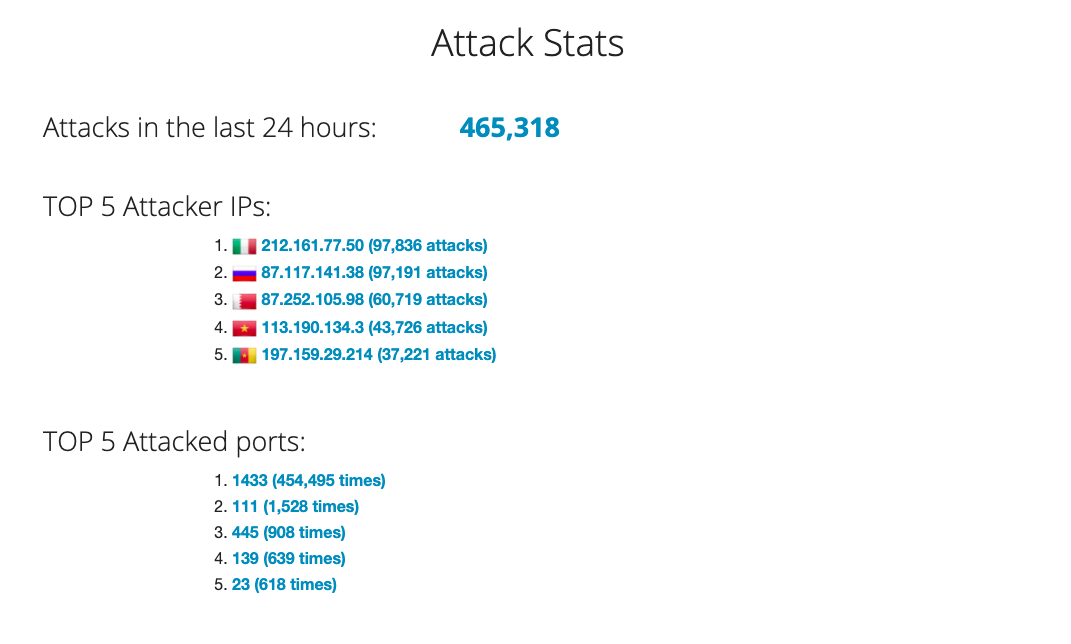 Attack Stats
Attacks in the last 24 hours: 465,318
TOP 5 Attacker IPs:
1. 212.161.77.50 (97,836 attacks)
2. 87.117.141.38 (97,191 attacks)
3. 87.252.105.98 (60,719 attacks)
4. 113.190.134.3 (43,726 attacks)
5. 197.159.29.214 (37,221 attacks)
TOP 5 Attacked ports:
1. 1433 (454,495 times)
2. 111 (1,528 times)
3. 445 (908 times)
4. 139 (639 times)
5. 23 (618 times)